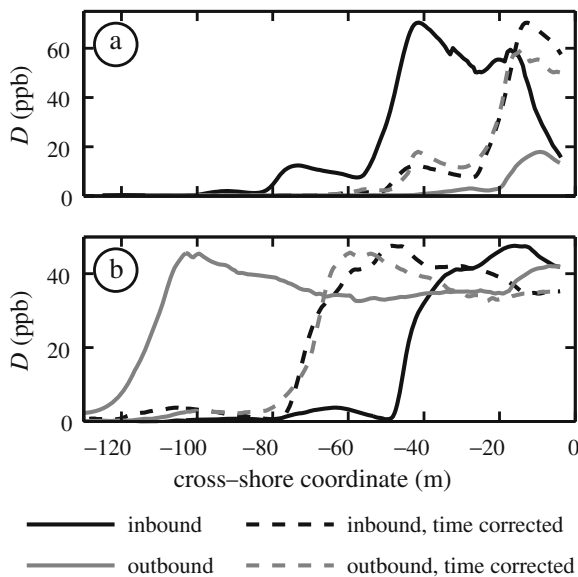 a
60
40
20
0
D (ppb)
b
40
20
0
D (ppb)
−120 −100 −80 −60 −40 −20 0
cross−shore coordinate (m)
inbound inbound, time corrected
outbound outbound, time corrected